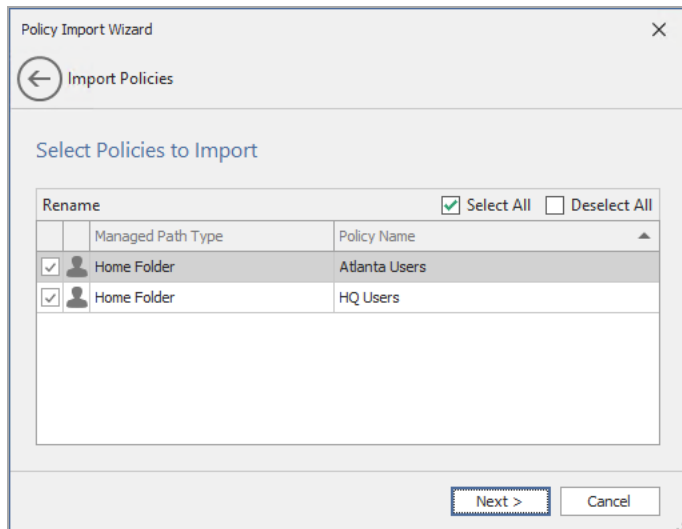 Policy Import Wizard
Import Policies
Select Policies to Import
Rename Select All Deselect All
Managed Path Type Policy Name
Home Folder Atlanta Users
Home Folder HQ Users
Next > Cancel